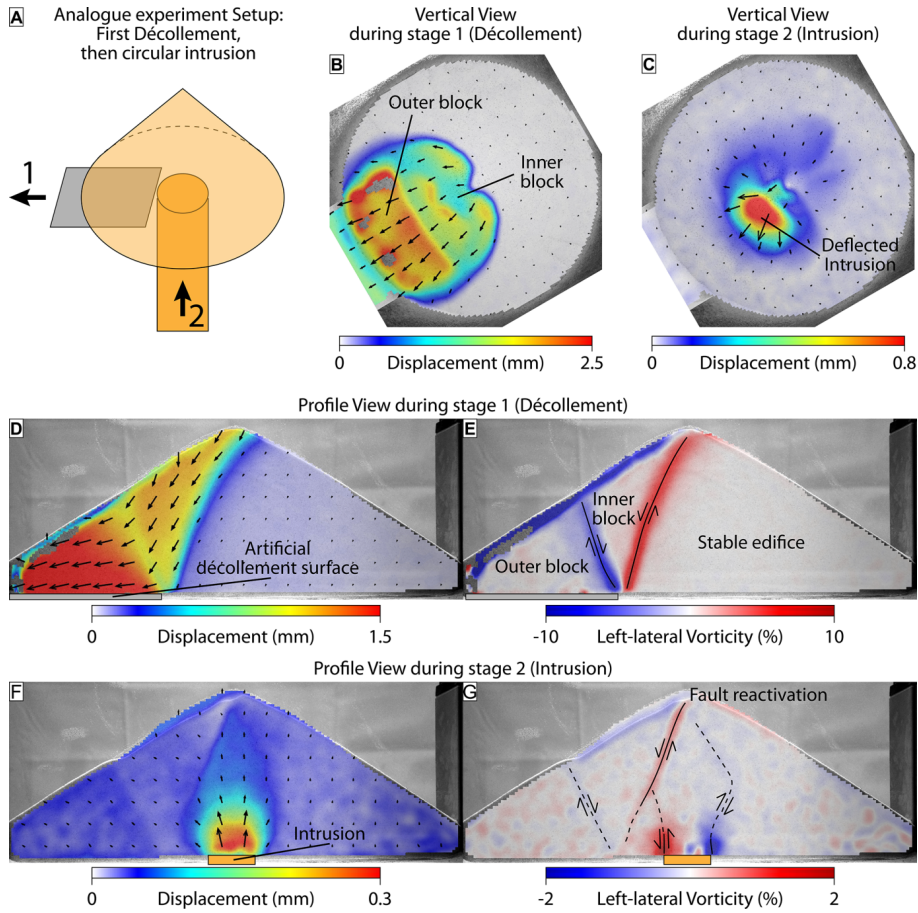 A
Analogue experiment Setup:
First Décollement,
then circular intrusion
1
2
Vertical View
during stage 1 (Décollement)
B
Outer block
Inner
block
0
2.5
Displacement (mm)
Vertical View
during stage 2 (Intrusion)
C
Deflected
Intrusion
0
0.8
Displacement (mm)
Profile View during stage 1 (Décollement)
D
Artificial
décollement surface
0
1.5
Displacement (mm)
E
Inner
block
Outer block
Stable edifice
-10
10
Left-lateral Vorticity (%)
Profile View during stage 2 (Intrusion)
F
Intrusion
0
0.3
Displacement (mm)
G
Fault reactivation
-2
2
Left-lateral Vorticity (%)